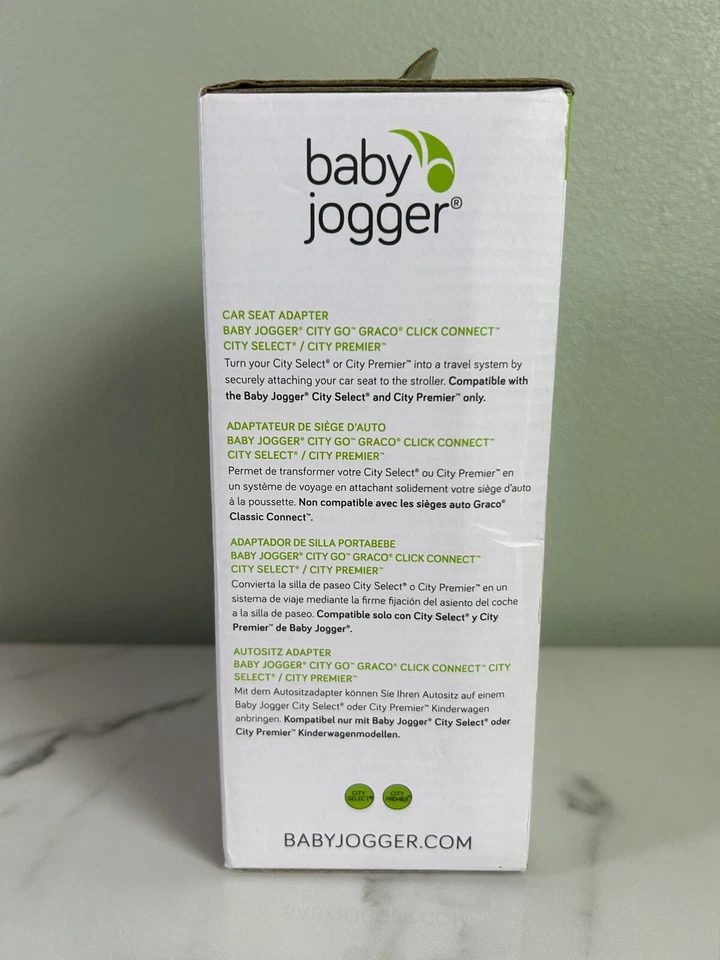 baby
jogger®
CAR SEAT ADAPTER
BABY JOGGER® CITY GO™ GRACO® CLICK CONNECT™
CITY SELECT® / CITY PREMIER™
Turn your City Select® or City Premier™ into a travel system by
securely attaching your car seat to the stroller. Compatible with
the Baby Jogger® City Select® and City Premier™ only.
ADAPTATEUR DE SIÈGE D'AUTO
BABY JOGGER® CITY GO™ GRACO® CLICK CONNECT™
CITY SELECT® / CITY PREMIER™
Permet de transformer votre City Select® ou City Premier™ en
un système de voyage en attachant solidement votre siège d'auto
à la poussette. Non compatible avec les sièges auto Graco®
Classic Connect™.
ADAPTADOR DE SILLA PORTABEBE
BABY JOGGER® CITY GO™ GRACO® CLICK CONNECT™
CITY SELECT® / CITY PREMIER™
Convierta la silla de paseo City Select® o City Premier™ en un
sistema de viaje mediante la firme fijación del asiento del coche
a la silla de paseo. Compatible solo con City Select® y City
Premier™ de Baby Jogger®.
AUTOSITZ ADAPTER
BABY JOGGER® CITY GO™ GRACO® CLICK CONNECT™ CITY
SELECT® / CITY PREMIER™
Mit dem Autositzadapter können Sie Ihren Autositz auf einem
Baby Jogger City Select® oder City Premier™ Kinderwagen
anbringen. Kompatibel nur mit Baby Jogger® City Select® oder
City Premier™ Kinderwagenmodellen.
CITY SELECT® CITY PREMIER™
BABYJOGGER.COM